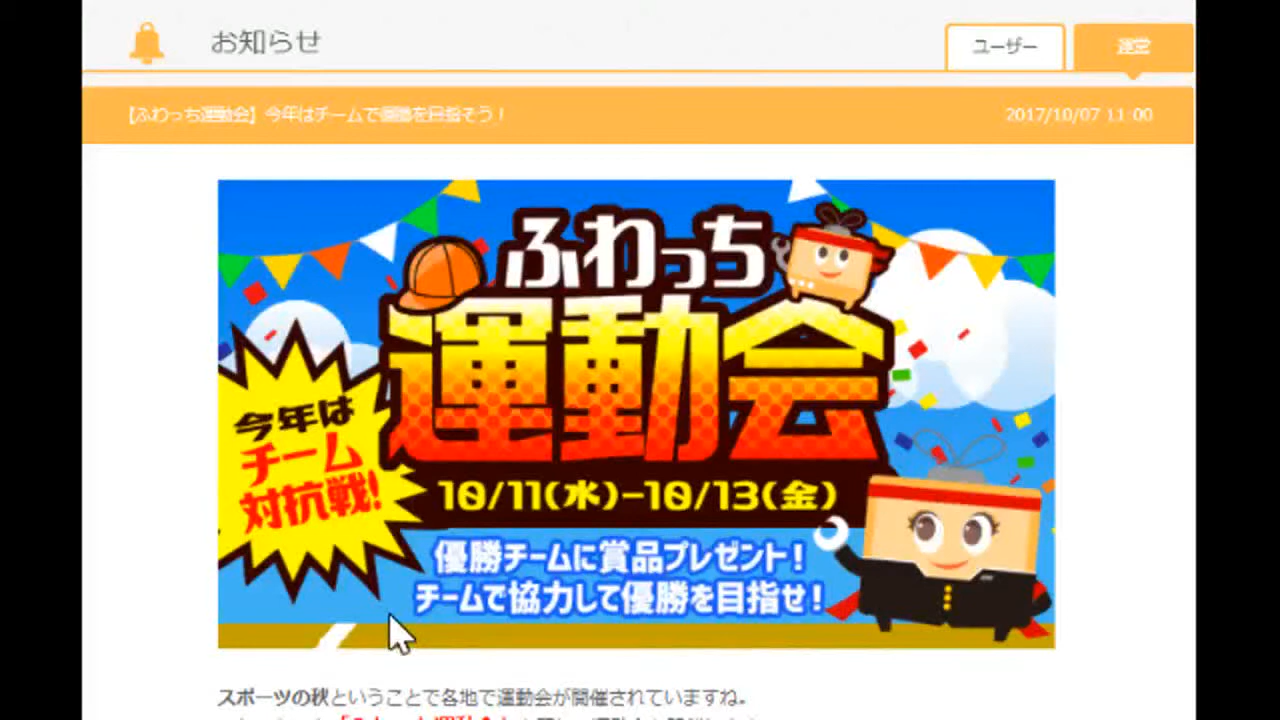 お知らせ
ユーザー
運営
【ふわっち運動会】今年はチームで優勝を目指そう!
2017/10/07 11:00
ふわっち
運動会
今年は
チーム
対抗戦!
10/11(水)-10/13(金)
優勝チームに賞品プレゼント!
チームで協力して優勝を目指せ!
スポーツの秋ということで各地で運動会が開催されていますね。